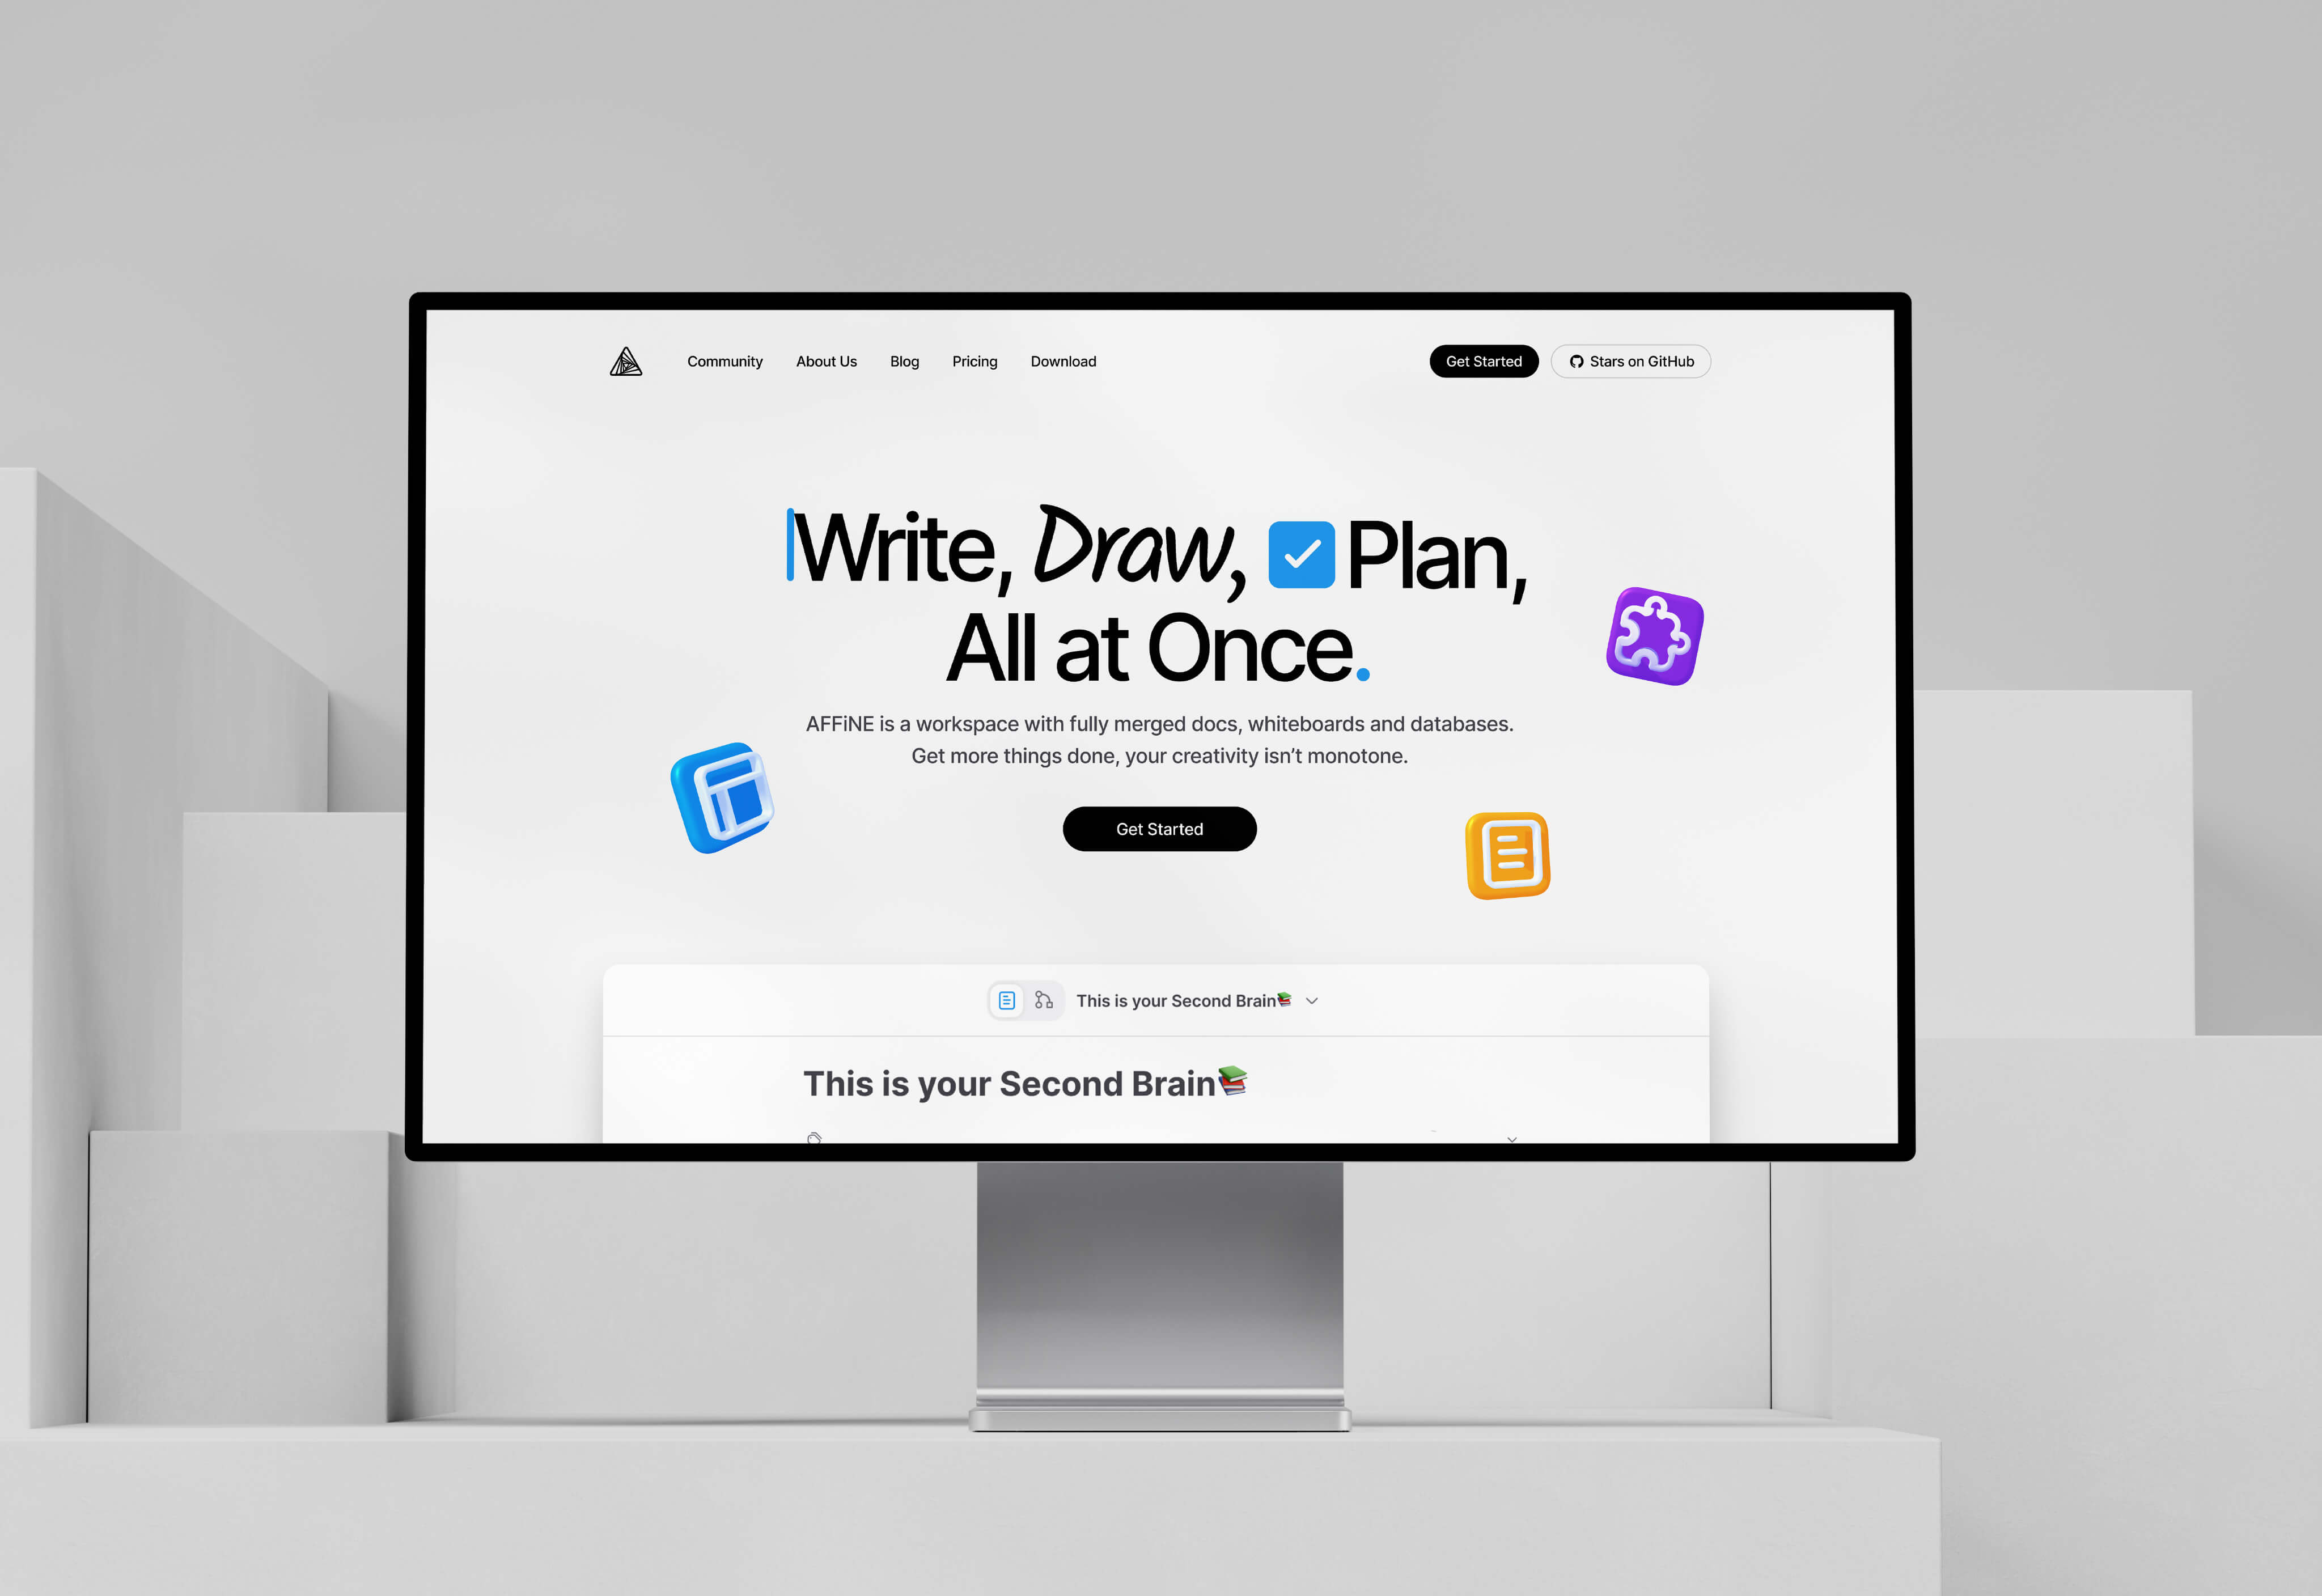 Community About Us Blog Pricing Download Get Started Stars on GitHub
Write, Draw, Plan,
All at Once.
AFFiNE is a workspace with fully merged docs, whiteboards and databases.
Get more things done, your creativity isn’t monotone.
Get Started
This is your Second Brain📚
This is your Second Brain📚